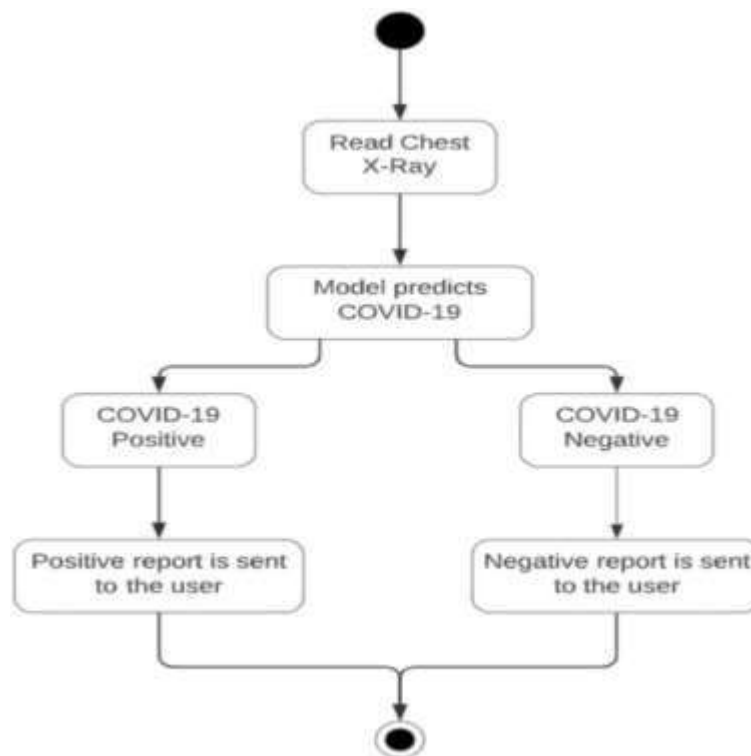 Read Chest
X-Ray
Model predicts
COVID-19
COVID-19
Positive
COVID-19
Negative
Positive report is sent
to the user
Negative report is sent
to the user